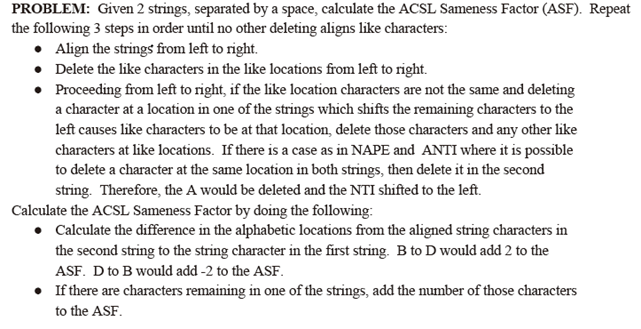 PROBLEM: Given 2 strings, separated by a space, calculate the ACSL Sameness Factor (ASF). Repeat
the following 3 steps in order until no other deleting aligns like characters:
● Align the strings from left to right.
● Delete the like characters in the like locations from left to right.
● Proceeding from left to right, if the like location characters are not the same and deleting
a character at a location in one of the strings which shifts the remaining characters to the
left causes like characters to be at that location, delete those characters and any other like
characters at like locations. If there is a case as in NAPE and ANTI where it is possible
to delete a character at the same location in both strings, then delete it in the second
string. Therefore, the A would be deleted and the NTI shifted to the left.
Calculate the ACSL Sameness Factor by doing the following:
● Calculate the difference in the alphabetic locations from the aligned string characters in
the second string to the string character in the first string. B to D would add 2 to the
ASF. D to B would add -2 to the ASF.
● If there are characters remaining in one of the strings, add the number of those characters
to the ASF.